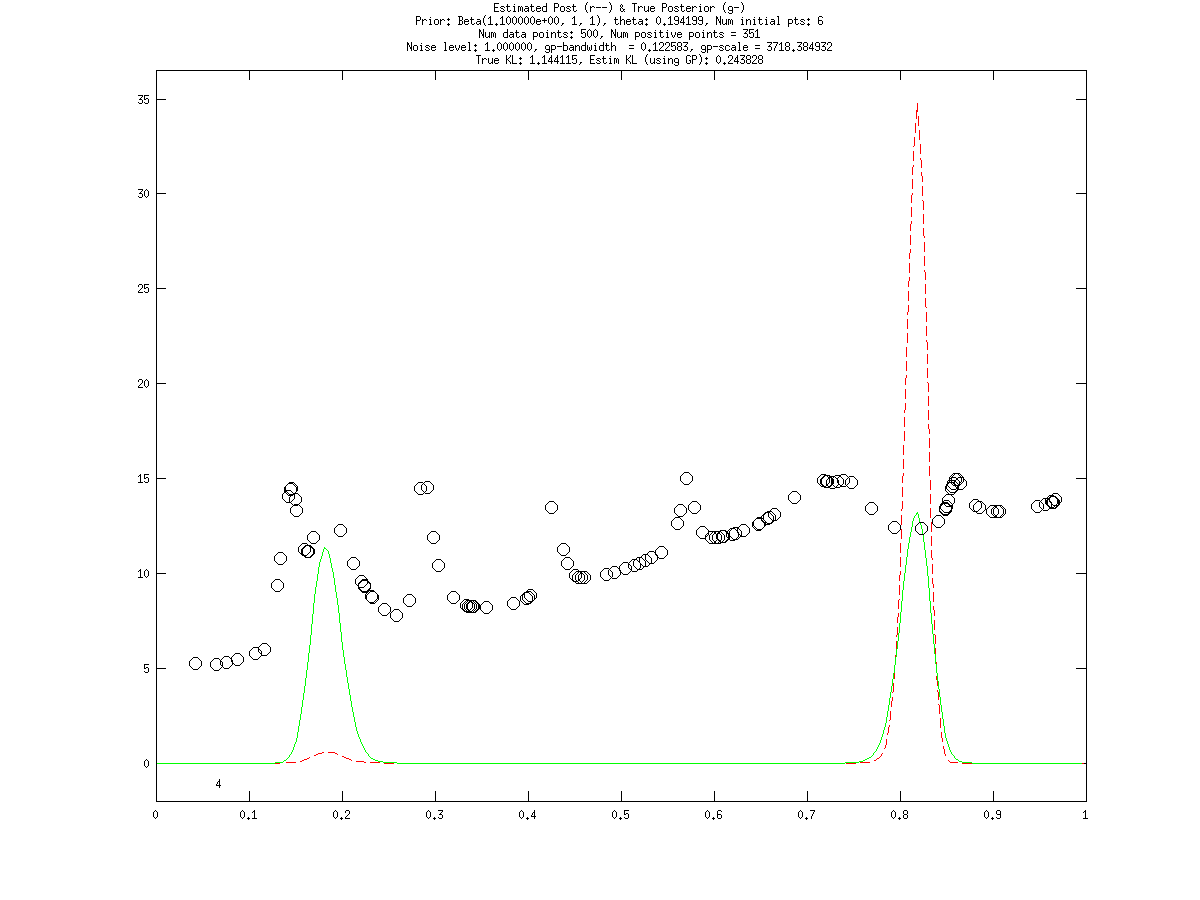 Estimated Post (r--) & True Posterior (g-)
Prior: Beta(1.100000e+00, 1, 1), theta: 0.194199, Num initial pts: 6
Num data points: 500, Num positive points = 351
Noise level: 1.000000, gp-bandwidth  = 0.122583, gp-scale = 3718.384932
True KL: 1.144115, Estim KL (using GP): 0.243828
35
30
25
20
15
10
5
0
4
0 0.1 0.2 0.3 0.4 0.5 0.6 0.7 0.8 0.9 1